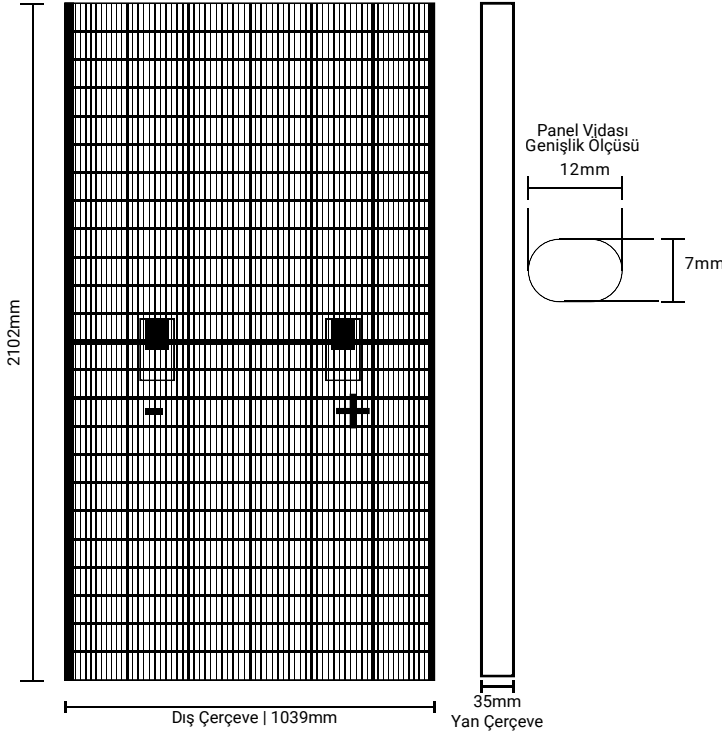 Panel Vidası
Genişlik Ölçüsü
12mm
7mm
2102mm
Dış Çerçeve | 1039mm
35mm
Yan Çerçeve